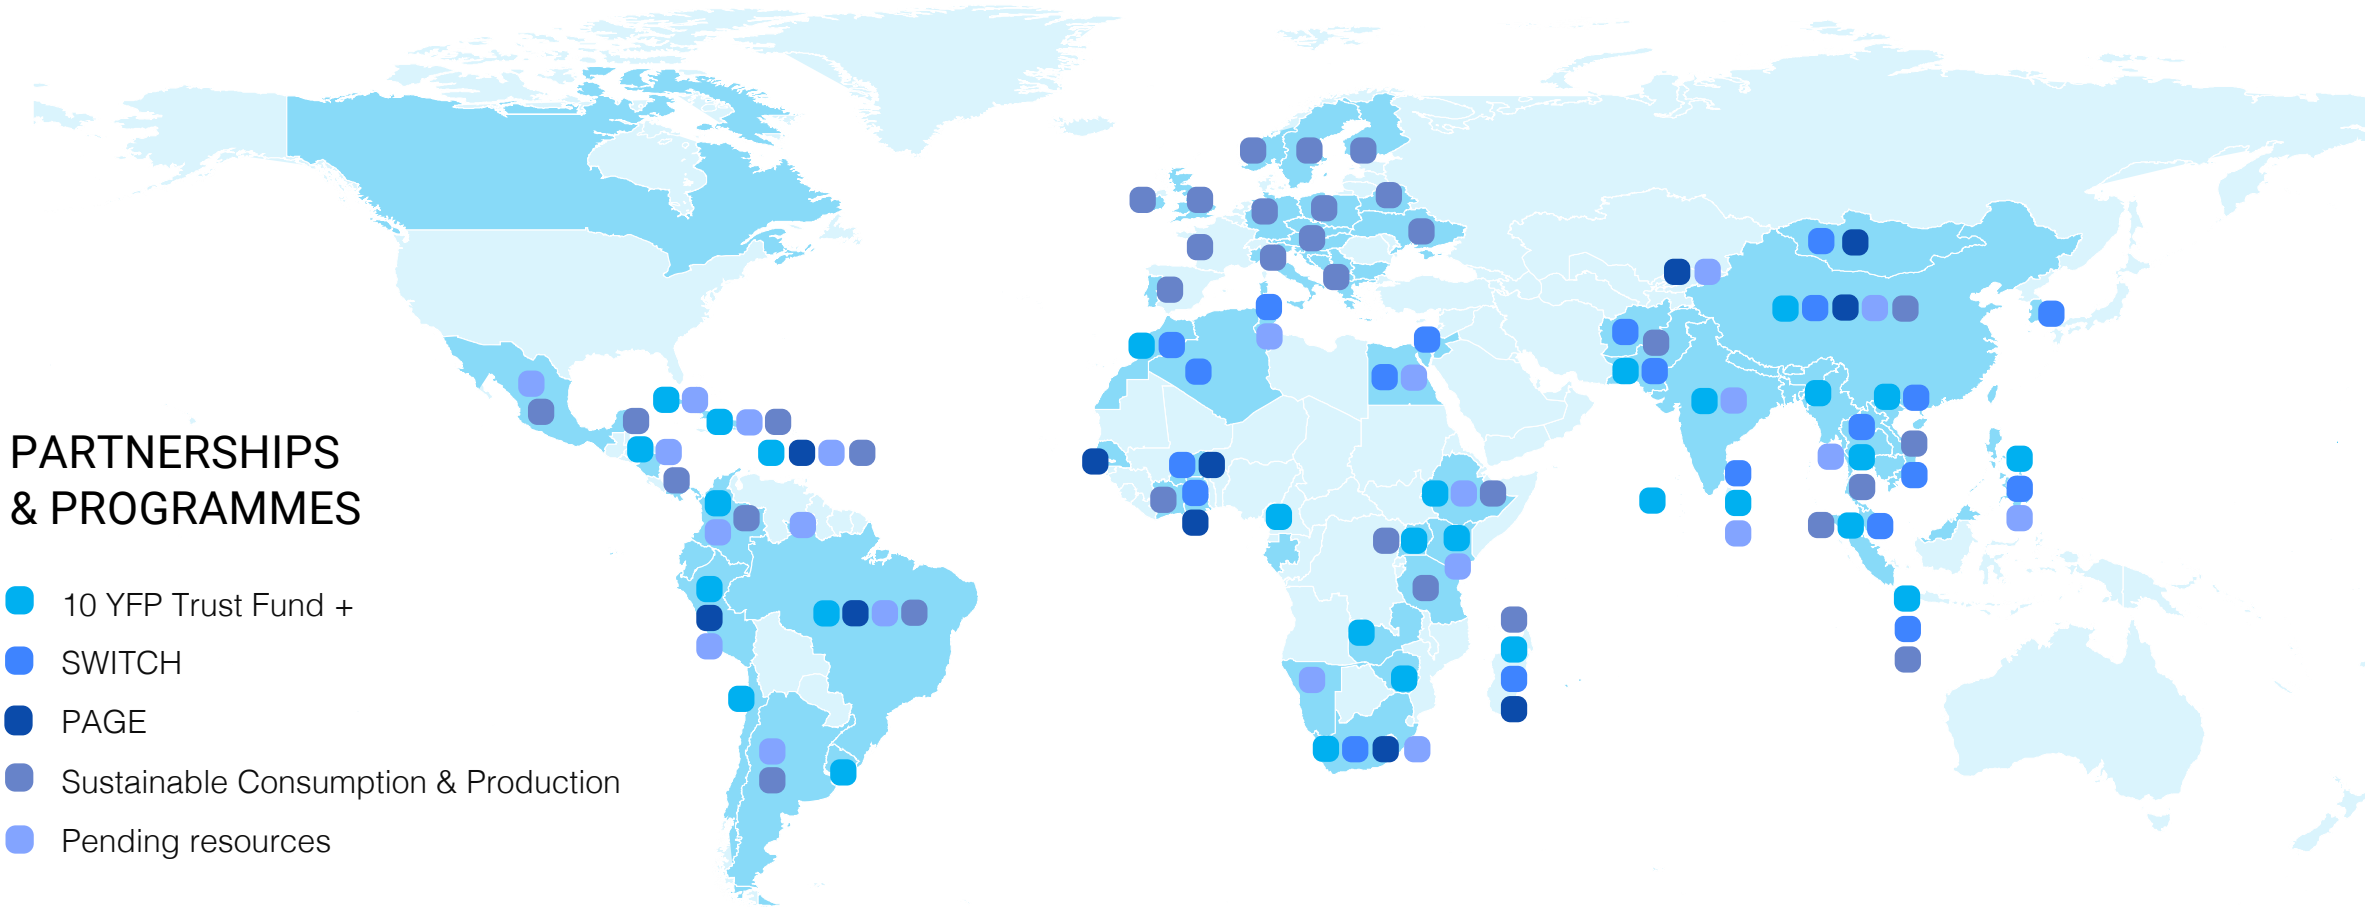 PARTNERSHIPS
& PROGRAMMES
10 YFP Trust Fund +
SWITCH
PAGE
Sustainable Consumption & Production
Pending resources